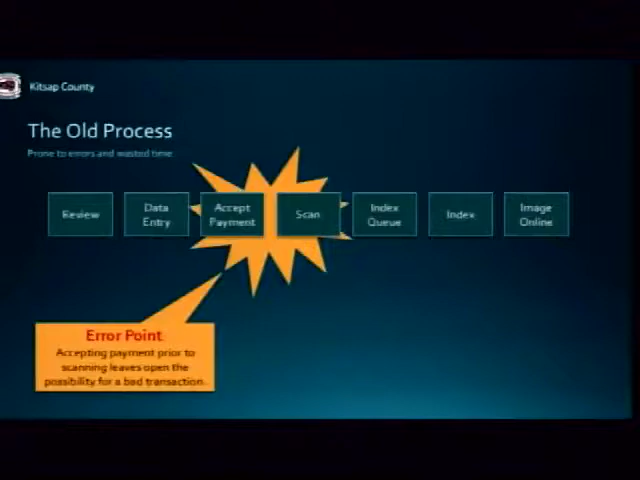 Kitsap County
The Old Process
Prone to errors and wasted time.
Review
Data
Entry
Accept
Payment
Scan
Index
Queue
Index
Image
Online
Error Point
Accepting payment prior to
scanning leaves open the
possibility for a bad transaction.